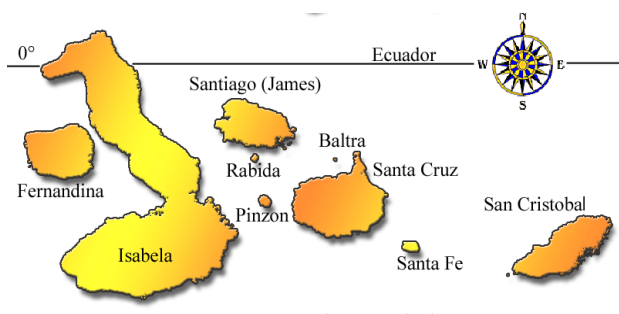 N
0°
Ecuador
W
E
Santiago (James)
S
Baltra
Rabida
Santa Cruz
Fernandina
San Cristobal
Pinzon
Isabela
Santa Fe